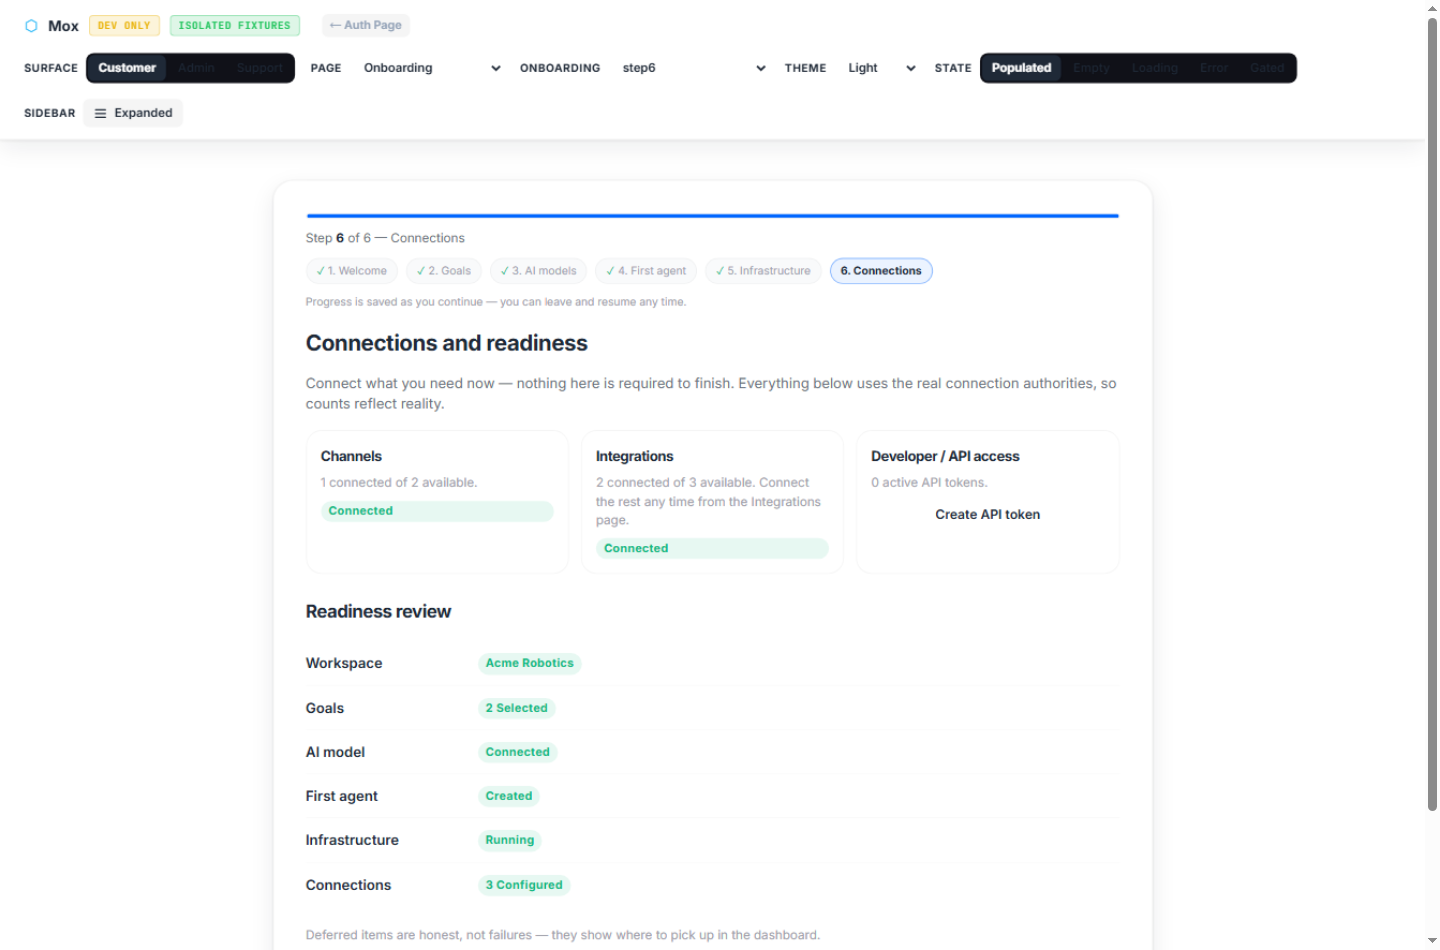 Mox DEV ONLY ISOLATED FIXTURES ← Auth Page
SURFACE Customer Admin Support PAGE Onboarding ONBOARDING step6 THEME Light STATE Populated Empty Loading Error Gated
SIDEBAR Expanded
Step 6 of 6 — Connections
✓ 1. Welcome ✓ 2. Goals ✓ 3. AI models ✓ 4. First agent ✓ 5. Infrastructure 6. Connections
Progress is saved as you continue — you can leave and resume any time.
Connections and readiness
Connect what you need now — nothing here is required to finish. Everything below uses the real connection authorities, so
counts reflect reality.
Channels
1 connected of 2 available.
Connected
Integrations
2 connected of 3 available. Connect
the rest any time from the Integrations
page.
Connected
Developer / API access
0 active API tokens.
Create API token
Readiness review
Workspace Acme Robotics
Goals 2 Selected
AI model Connected
First agent Created
Infrastructure Running
Connections 3 Configured
Deferred items are honest, not failures — they show where to pick up in the dashboard.